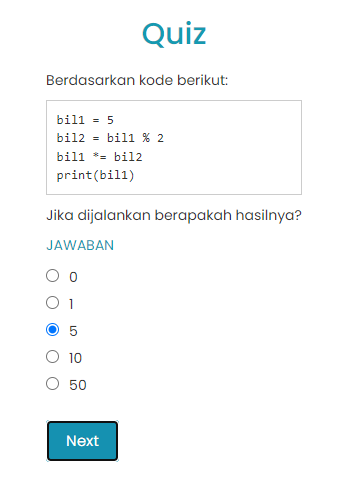 Quiz
Berdasarkan kode berikut:
bil1 = 5
bil2 = bil1 % 2
bil1 *= bil2
print(bil1)
Jika dijalankan berapakah hasilnya?
JAWABAN
0
1
5
10
50
Next